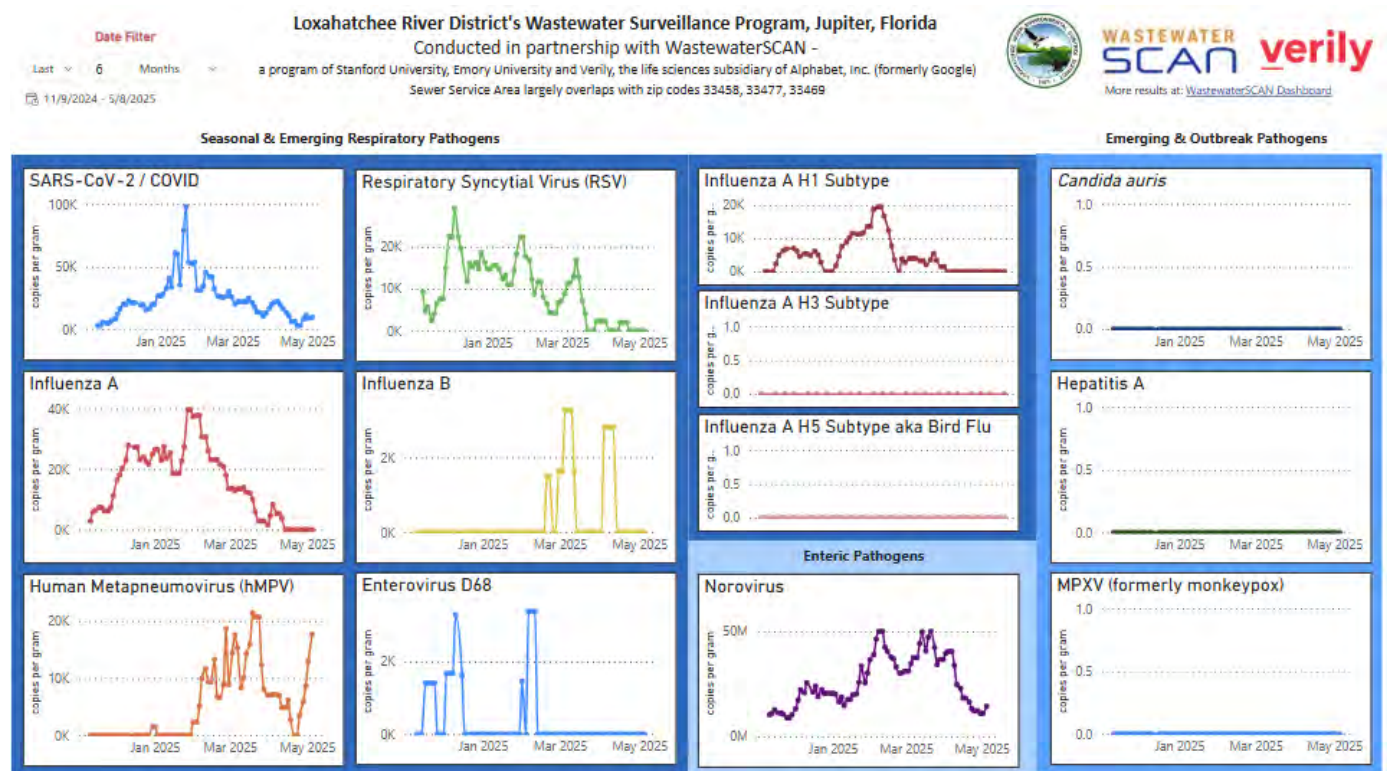 Date Filter
Last 6 Months
11/9/2024 - 5/8/2025
Loxahatchee River District's Wastewater Surveillance Program, Jupiter, Florida
Conducted in partnership with WastewaterSCAN -
a program of Stanford University, Emory University and Verily, the life sciences subsidiary of Alphabet, Inc. (formerly Google)
Sewer Service Area largely overlaps with zip codes 33458, 33477, 33469
WASTEWATER
SCAN
verily
More results at: WastewaterSCAN Dashboard
Seasonal & Emerging Respiratory Pathogens
SARS-CoV-2 / COVID
copies per gram
100K
50K
0K
Jan 2025 Mar 2025 May 2025
Respiratory Syncytial Virus (RSV)
copies per gram
20K
10K
0K
Jan 2025 Mar 2025 May 2025
Influenza A
copies per gram
40K
20K
0K
Jan 2025 Mar 2025 May 2025
Influenza B
copies per gram
2K
0K
Jan 2025 Mar 2025 May 2025
Human Metapneumovirus (hMPV)
copies per gram
20K
10K
0K
Jan 2025 Mar 2025 May 2025
Enterovirus D68
copies per gram
2K
0K
Jan 2025 Mar 2025 May 2025
Influenza A H1 Subtype
copies per g...
20K
10K
0K
Influenza A H3 Subtype
copies per g...
1.0
0.5
0.0
Influenza A H5 Subtype aka Bird Flu
copies per g...
1.0
0.5
0.0
Enteric Pathogens
Norovirus
copies per gram
50M
0M
Jan 2025 Mar 2025 May 2025
Emerging & Outbreak Pathogens
Candida auris
copies per gram
1.0
0.5
0.0
Jan 2025 Mar 2025 May 2025
Hepatitis A
copies per gram
1.0
0.5
0.0
Jan 2025 Mar 2025 May 2025
MPXV (formerly monkeypox)
copies per gram
1.0
0.5
0.0
Jan 2025 Mar 2025 May 2025